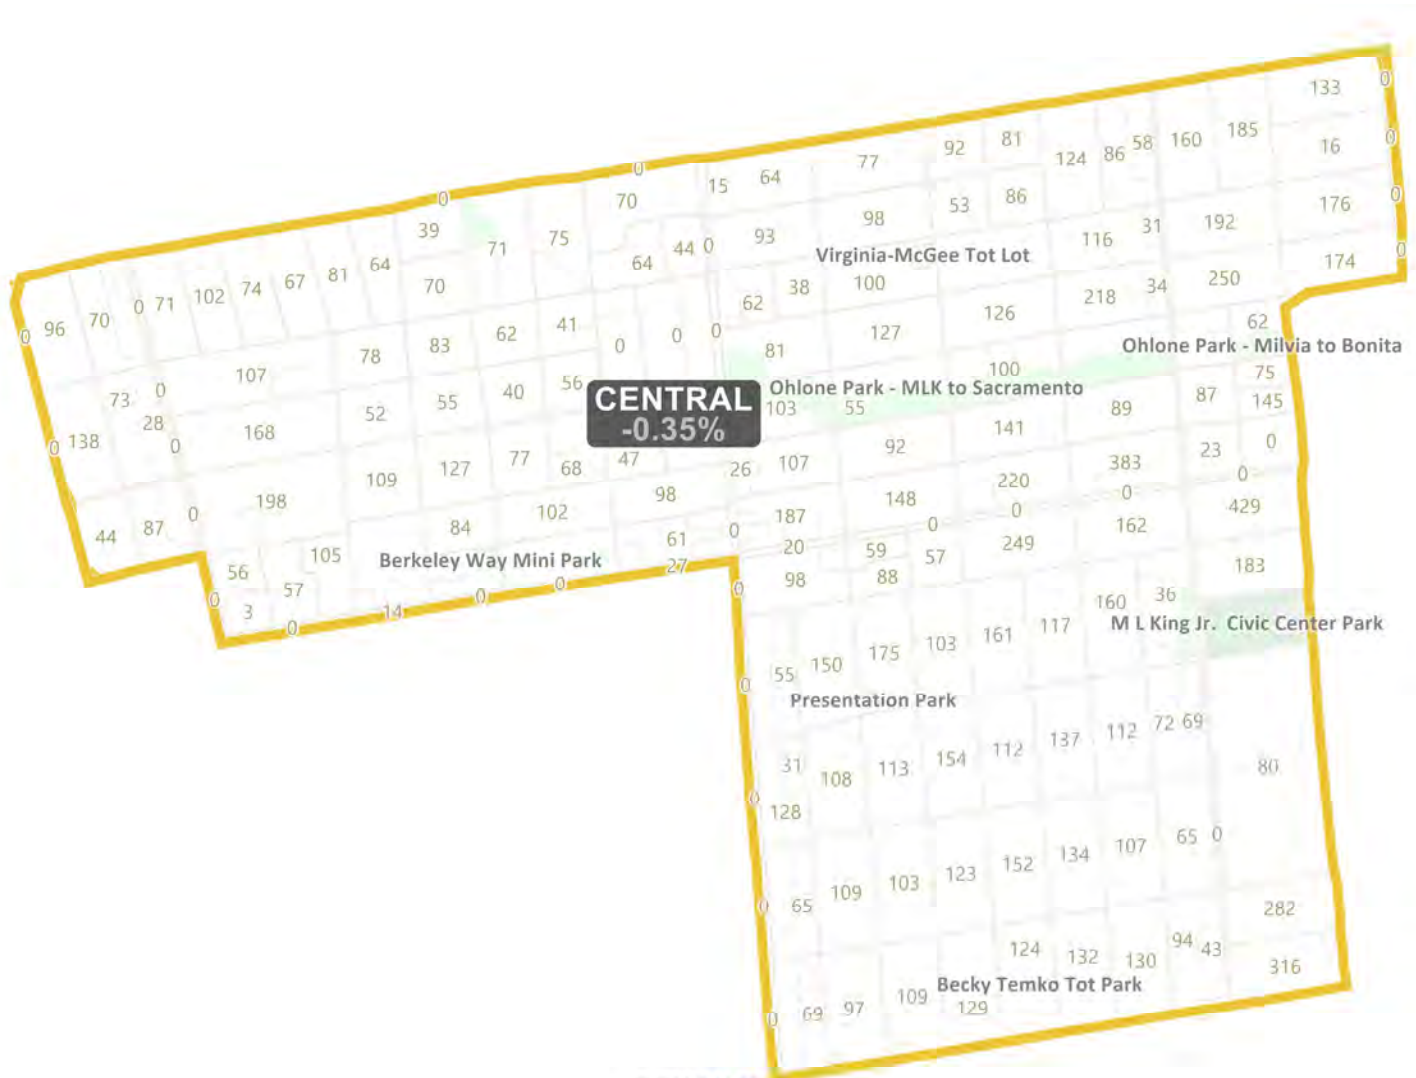 133 0
92 81 124 86 58 160 185 16 0
0 77
0 70 15 64 53 86 176 0
39 71 75 98 116 31 192
64 44 0 93 Virginia-McGee Tot Lot 174 0
96 70 0 71 102 74 67 81 64 70 62 38 100 218 34 250
0 83 62 41 0 0 0 127 126 62
78 81 Ohlone Park - Milvia to Bonita
73 0 107 55 40 56 CENTRAL Ohlone Park - MLK to Sacramento 100 75
28 52 -0.35% 103 55 89 87 145
0 138 0 168 92 141 23 0
109 127 77 68 47 26 107 383 0
198 98 148 220 0 429
44 87 0 84 102 61 0 187 0 0 162
56 105 Berkeley Way Mini Park 27 20 59 57 249 183
0 3 57 14 0 0 0 98 88 160 36
0 M L King Jr. Civic Center Park
55 150 175 103 161 117
0 Presentation Park
31 108 113 154 112 137 112 72 69 80
0 128
65 0
109 103 123 152 134 107
0 65 282
124 132 130 94 43 316
Becky Temko Tot Park
0 69 97 109 129